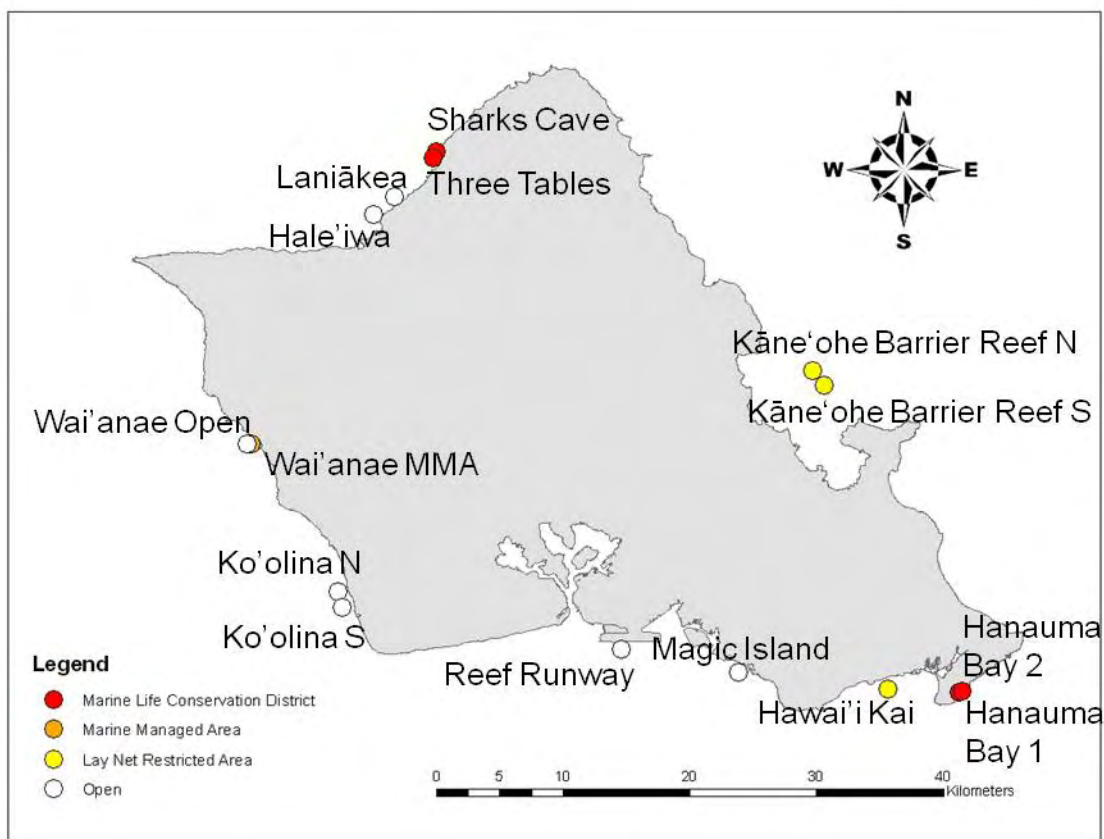 N
W E
S
Sharks Cave
Laniākea
Three Tables
Hale'iwa
Kāne‘ohe Barrier Reef N
Kāne‘ohe Barrier Reef S
Wai'anae Open
Wai'anae MMA
Ko'olina N
Ko'olina S
Reef Runway
Magic Island
Hanauma
Bay 2
Hawai'i Kai
Hanauma
Bay 1
Legend
Marine Life Conservation District
Marine Managed Area
Lay Net Restricted Area
Open
0 5 10 20 30 40
Kilometers